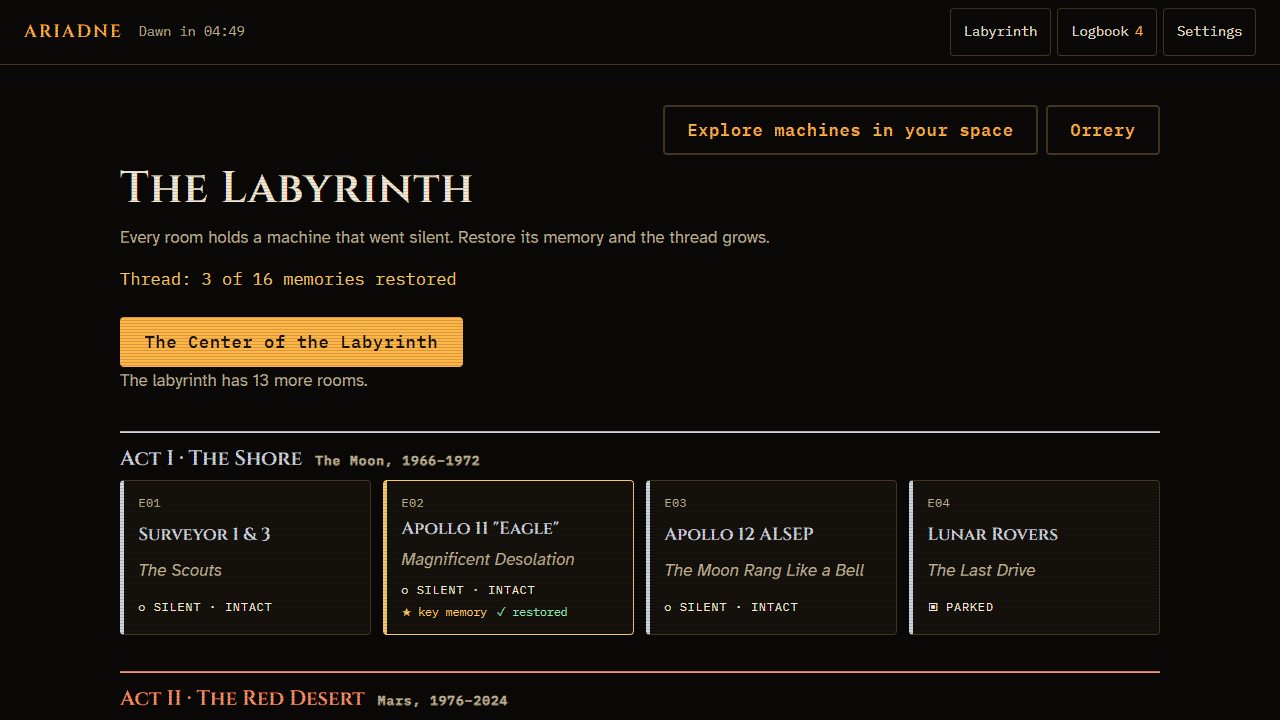 ARIADNE Dawn in 04:49 Labyrinth Logbook 4 Settings
Explore machines in your space Orrery
The Labyrinth
Every room holds a machine that went silent. Restore its memory and the thread grows.
Thread: 3 of 16 memories restored
The Center of the Labyrinth
The labyrinth has 13 more rooms.
Act I · The Shore The Moon, 1966–1972
E01
Surveyor 1 & 3
The Scouts
○ SILENT · INTACT
E02
Apollo 11 "Eagle"
Magnificent Desolation
○ SILENT · INTACT
★ key memory ✓ restored
E03
Apollo 12 ALSEP
The Moon Rang Like a Bell
○ SILENT · INTACT
E04
Lunar Rovers
The Last Drive
▣ PARKED
Act II · The Red Desert Mars, 1976–2024